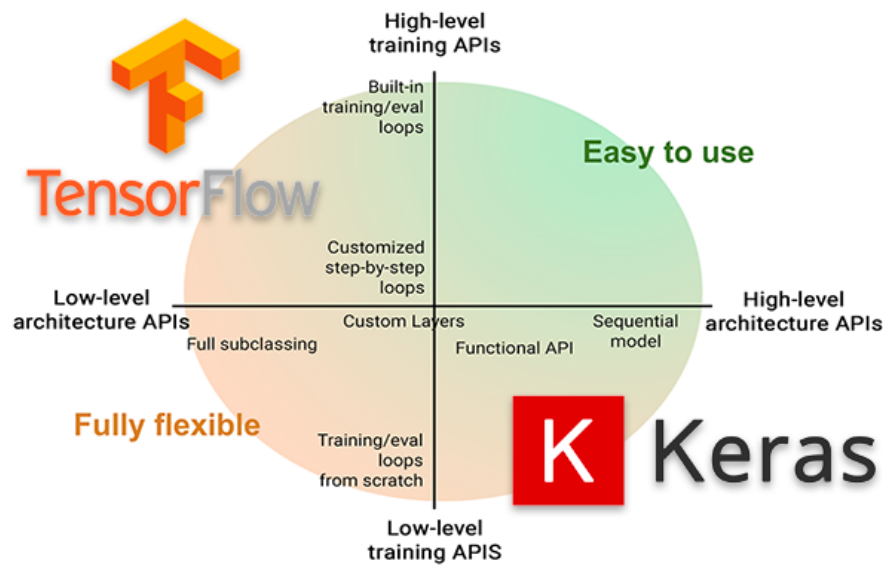 High-level
training APIs
Built-in
training/eval
loops
Easy to use
TensorFlow
Customized
step-by-step
loops
Low-level
architecture APIs
High-level
architecture APIs
Custom Layers
Sequential
model
Full subclassing
Functional API
Fully flexible
K Keras
Training/eval
loops
from scratch
Low-level
training APIS